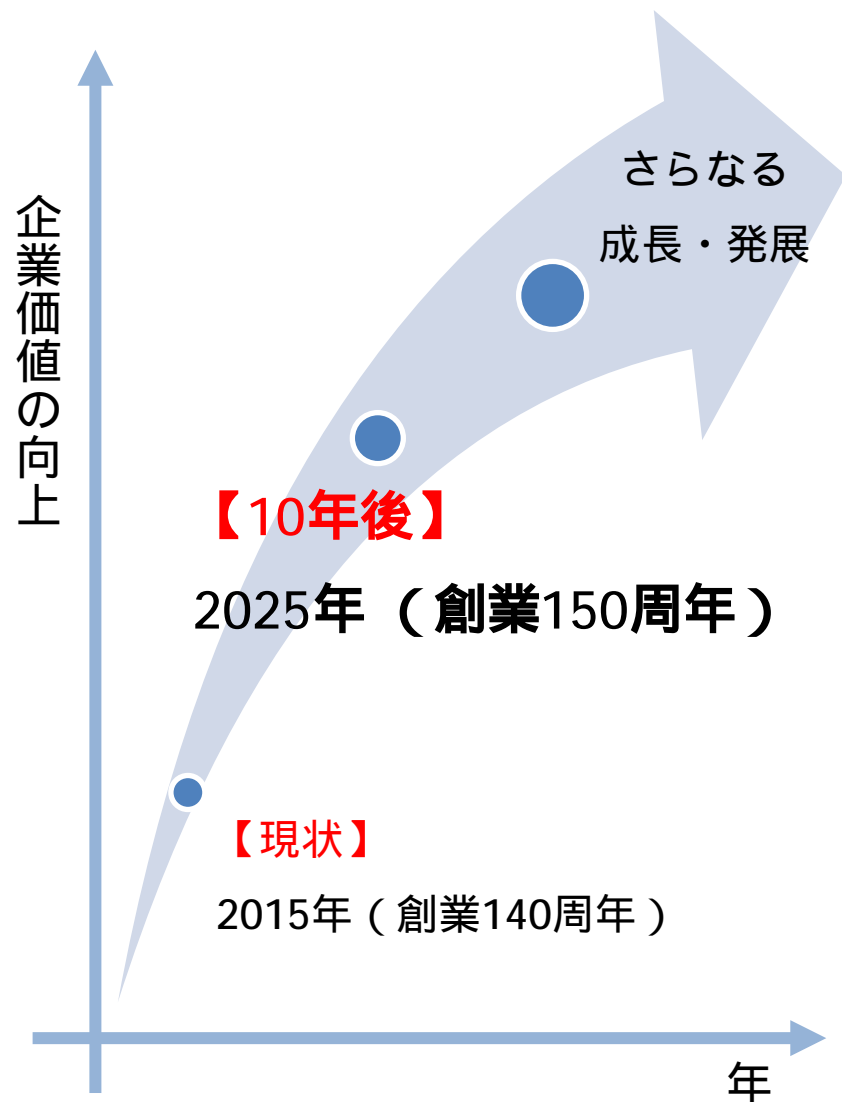 企業価値の向上
さらなる
成長・発展
【10年後】
2025年（創業150周年）
【現状】
2015年（創業140周年）
年